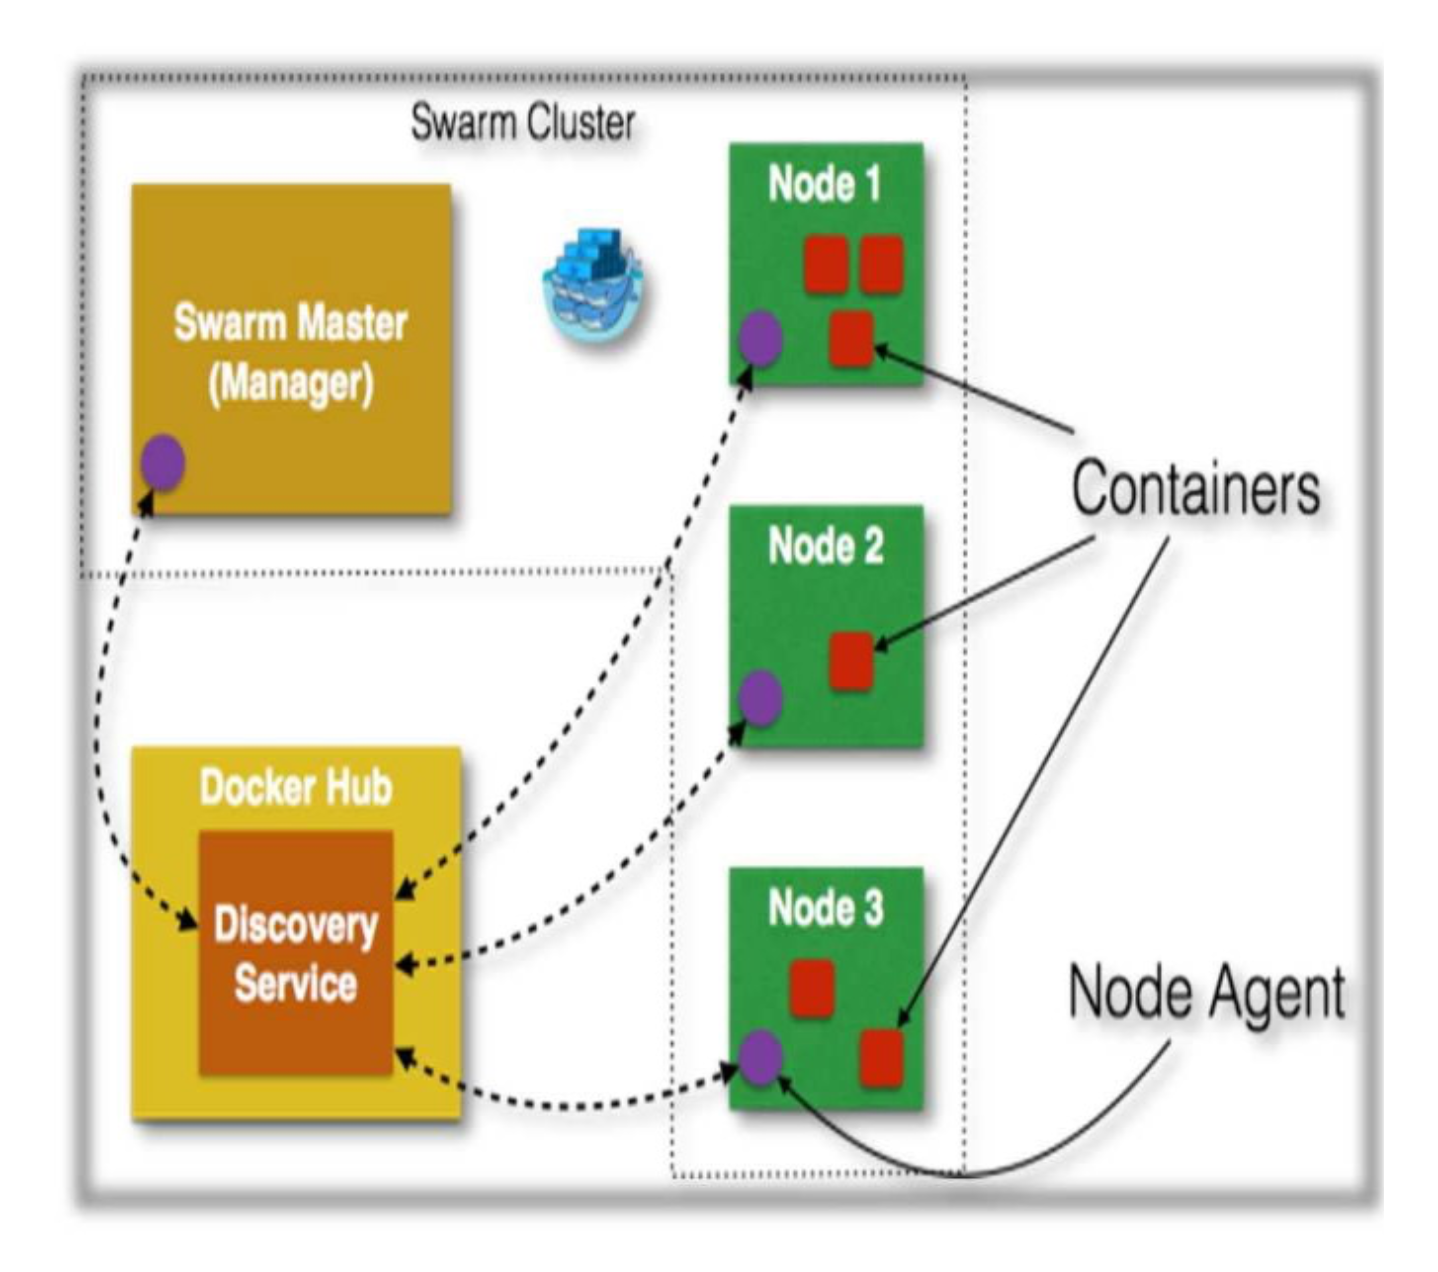 Swarm Cluster
Node 1
Swarm Master
(Manager)
Containers
Node 2
Docker Hub
Discovery
Service
Node 3
Node Agent